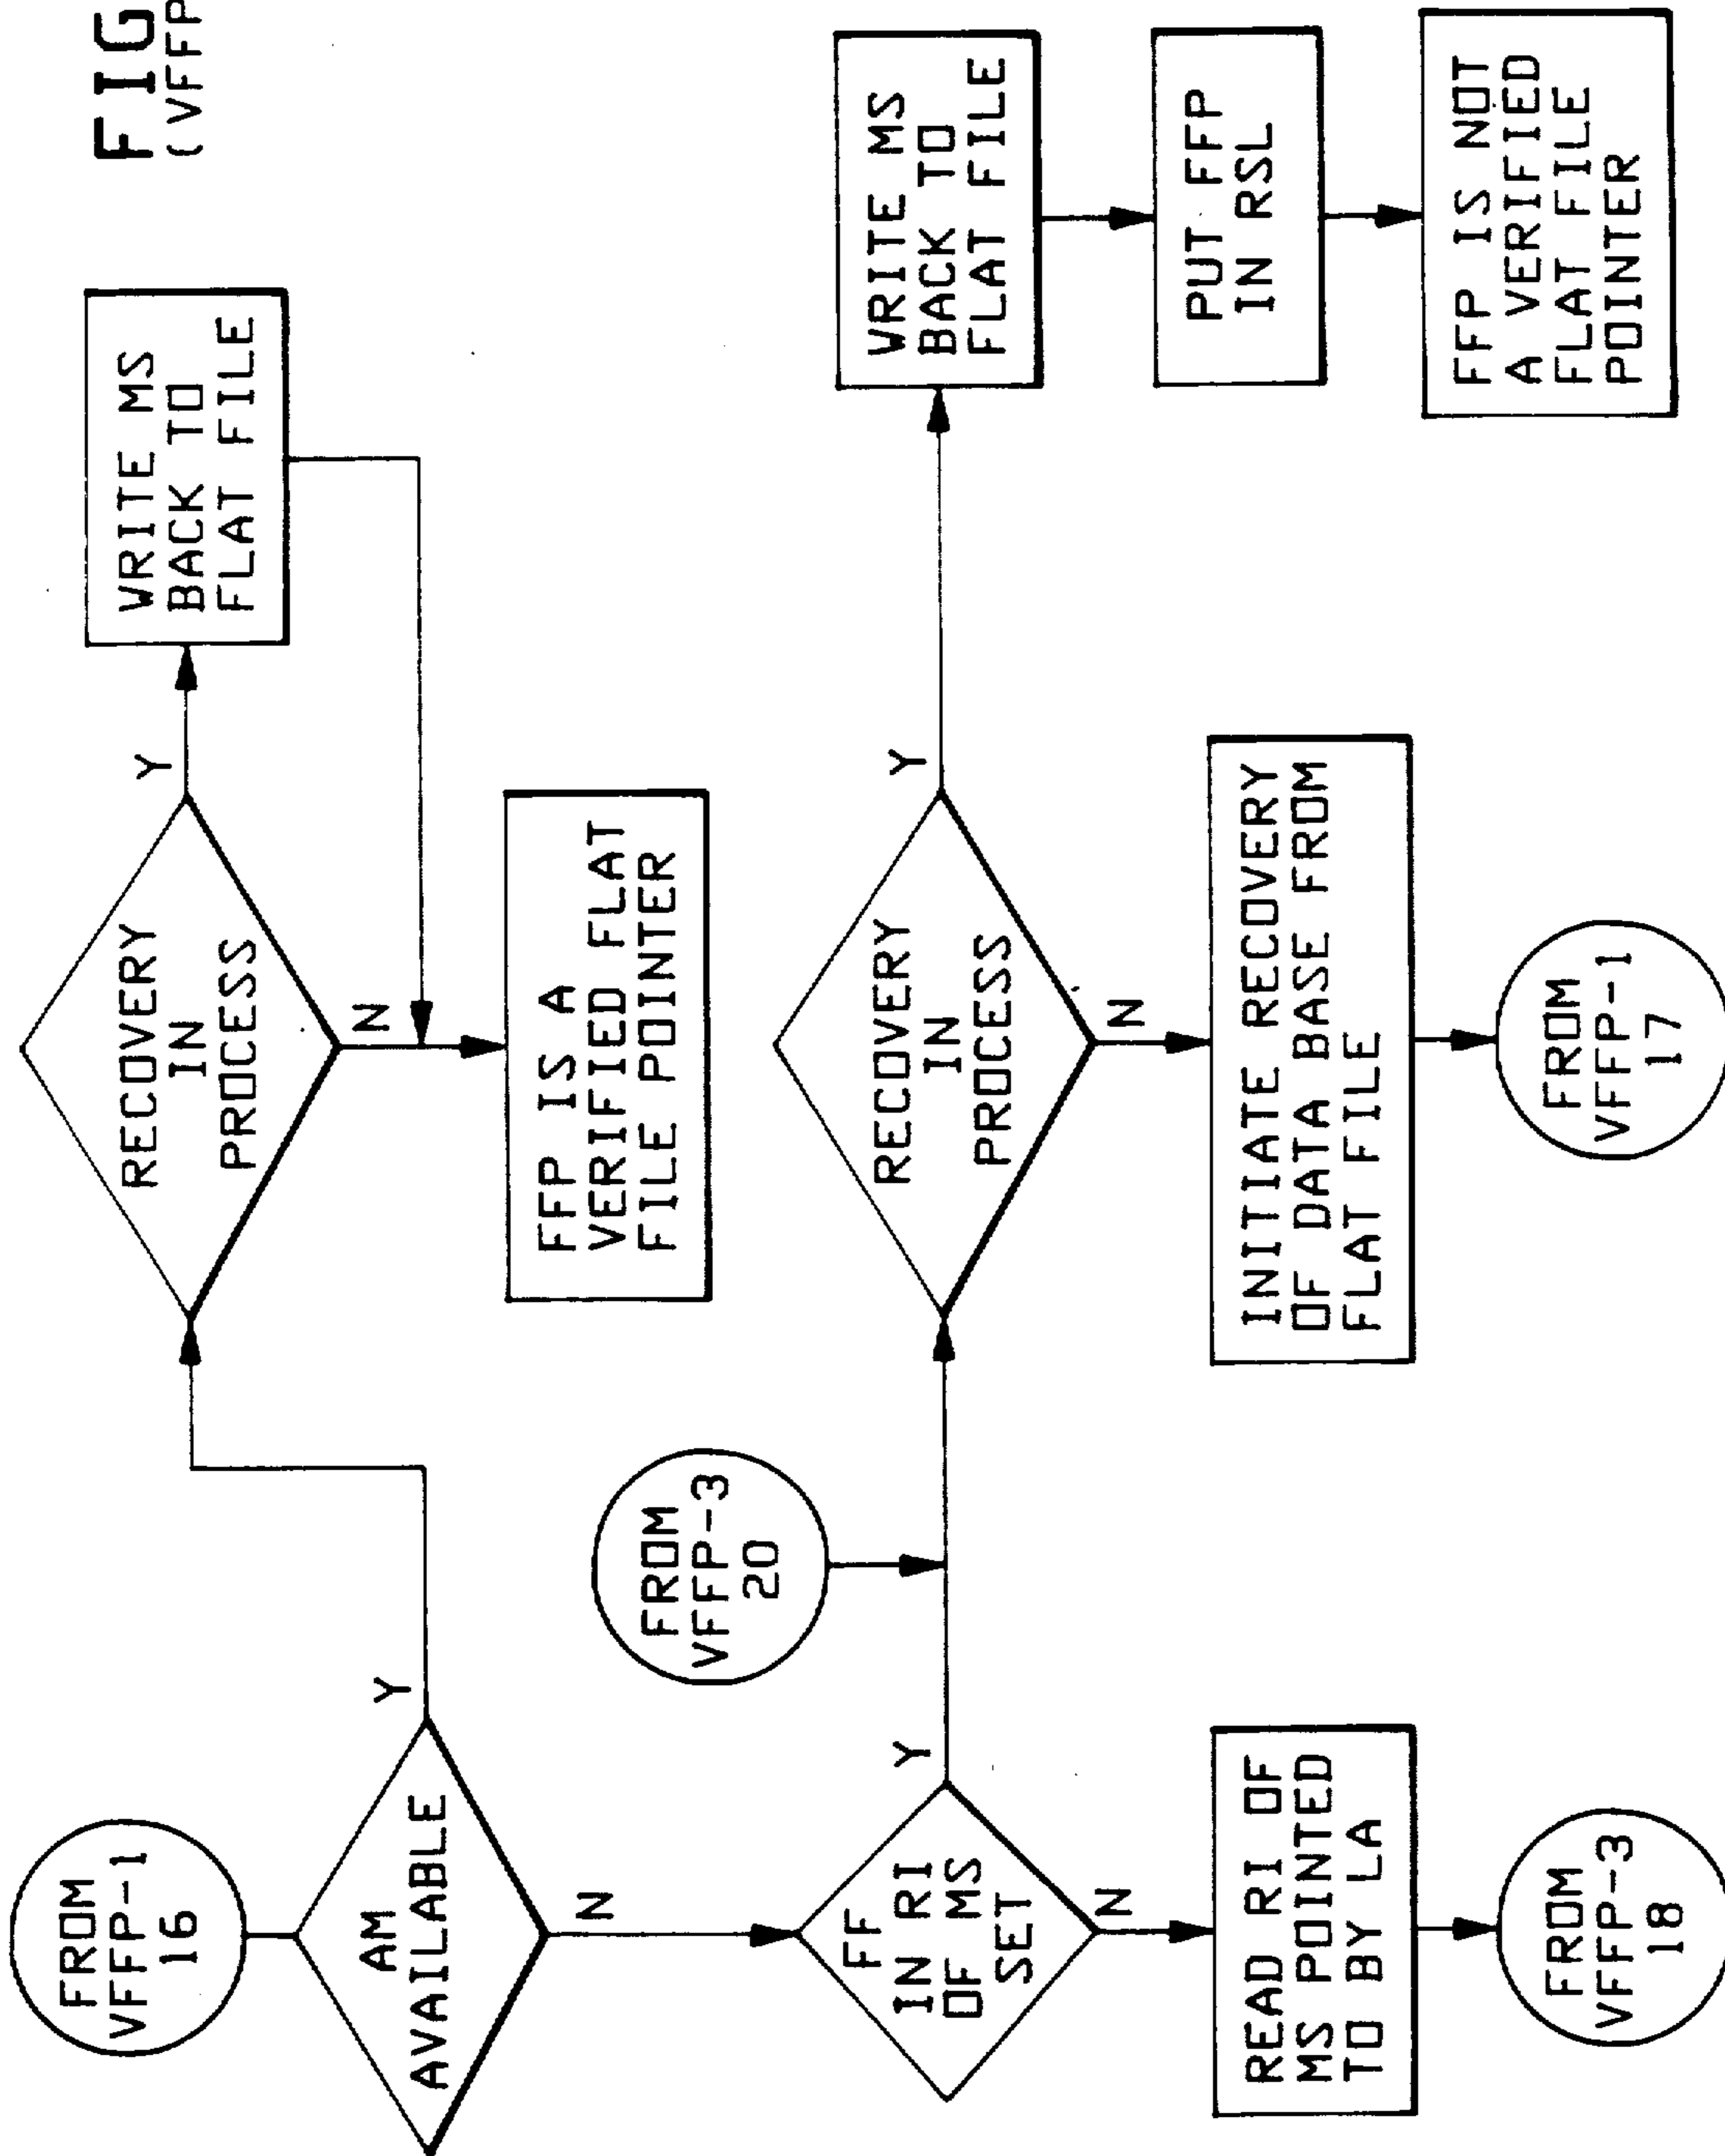 FIG
(VFFP
FROM
VFFP-1
16
AM
AVAILABLE
Y
N
RECOVERY
IN
PROCESS
Y
N
WRITE MS
BACK TO
FLAT FILE
FFP IS A
VERIFIED FLAT
FILE POINTER
FROM
VFFP-3
20
FF
IN RI
OF MS
SET
Y
N
RECOVERY
IN
PROCESS
Y
N
WRITE MS
BACK TO
FLAT FILE
PUT FFP
IN RSL
FFP IS NOT
A VERIFIED
FLAT FILE
POINTER
READ RI OF
MS POINTED
TO BY LA
FROM
VFFP-3
18
INITIATE RECOVERY
OF DATA BASE FROM
FLAT FILE
FROM
VFFP-1
17